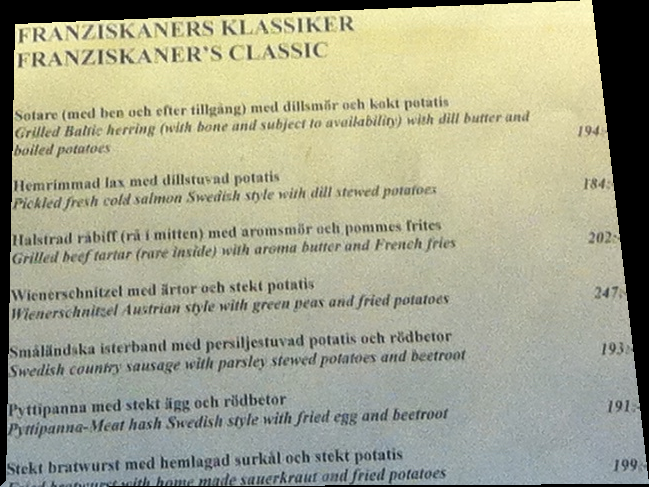 FRANZISKANERS KLASSIKER
FRANZISKANER'S CLASSIC
Sotare (med ben och efter tillgång) med dillsmör och kokt potatis
Grilled Baltic herring (with bone and subject to availability) with dill butter and
boiled potatoes
194:-
Hemrimmad lax med dillstuvad potatis
Pickled fresh cold salmon Swedish style with dill stewed potatoes
184:-
Halstrad råbiff (rå i mitten) med aromsmör och pommes frites
Grilled beef tartar (rare inside) with aroma butter and French fries
202:-
Wienerschnitzel med ärtor och stekt potatis
Wienerschnitzel Austrian style with green peas and fried potatoes
247:-
Småländska isterband med persiljestuvad potatis och rödbetor
Swedish country sausage with parsley stewed potatoes and beetroot
193:-
Pyttipanna med stekt ägg och rödbetor
Pyttipanna-Meat hash Swedish style with fried egg and beetroot
191:-
Stekt bratwurst med hemlagad surkål och stekt potatis
Fried bratwurst with home made sauerkraut and fried potatoes
199:-